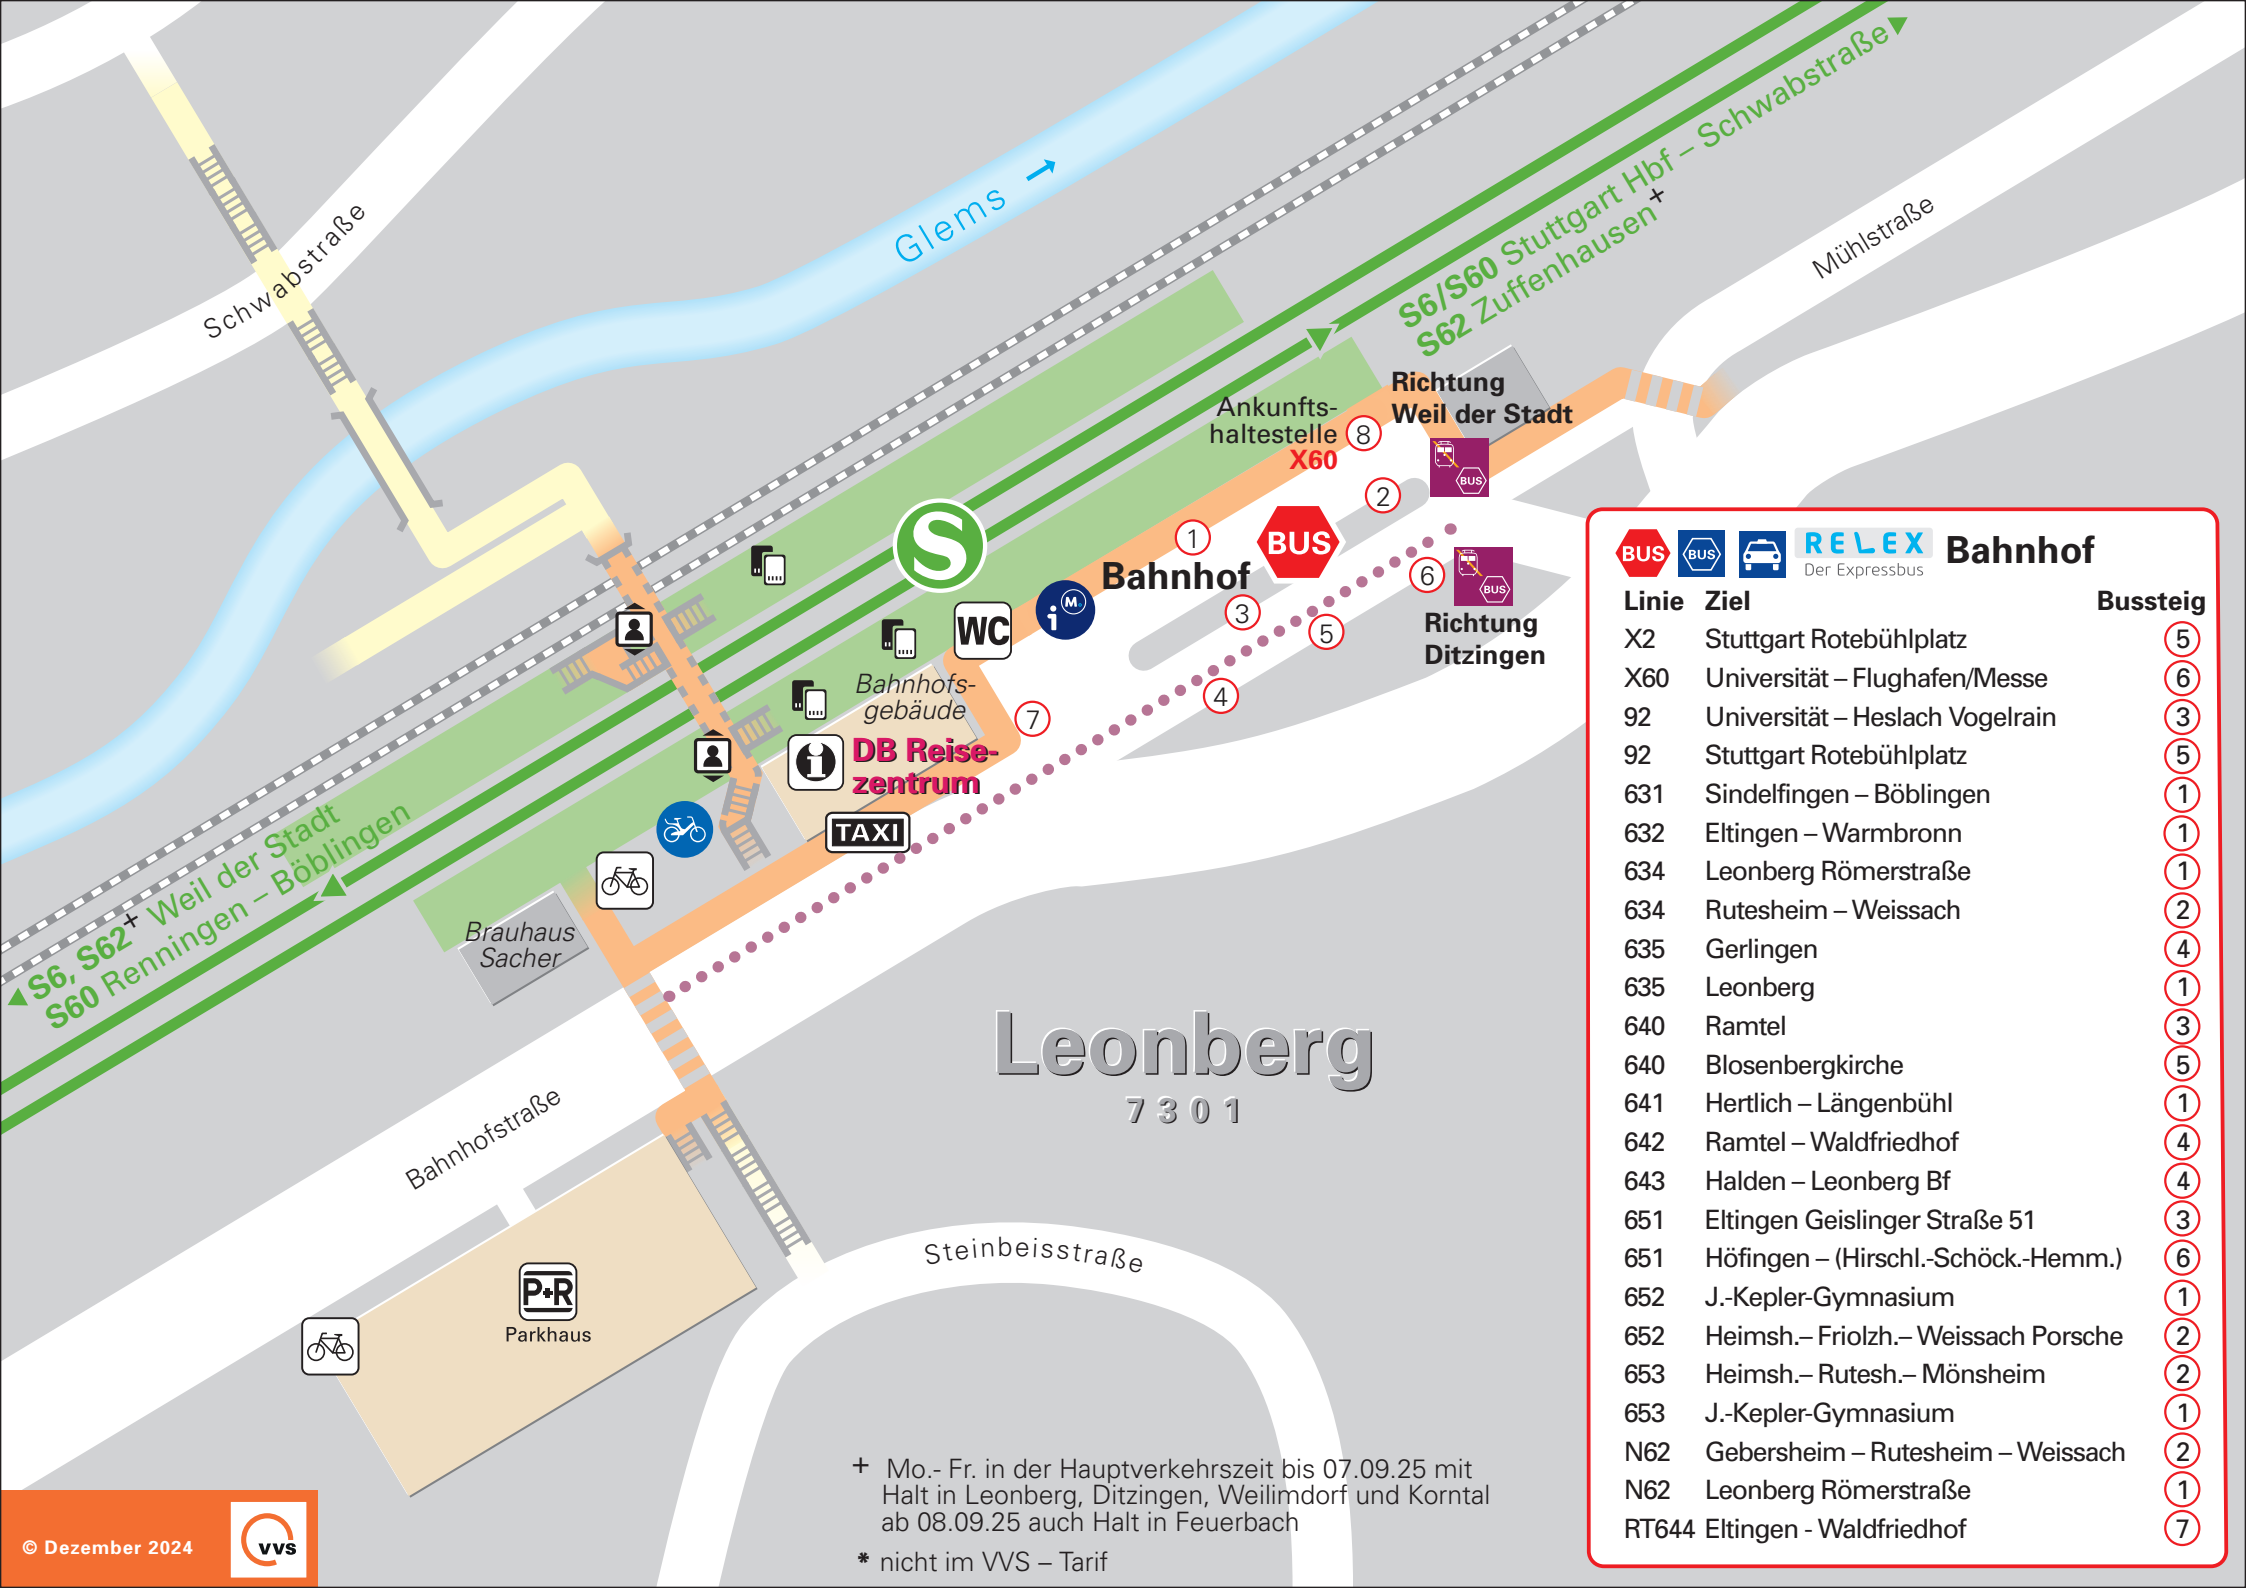 Schwabstraße
Glems
S6/S60 Stuttgart Hbf – Schwabstraße
S62 Zuffenhausen+
Mühlstraße
Richtung
Weil der Stadt
Ankunfts-
haltestelle
X60
8
2
BUS
1
BUS
Bahnhof
3
6
BUS
5
Richtung
Ditzingen
4
S
M
i
WC
Bahnhofs-
gebäude
7
i
DB Reise-
zentrum
TAXI
S6, S62+ Weil der Stadt
S60 Renningen – Böblingen
Brauhaus
Sacher
Leonberg
7301
Bahnhofstraße
Steinbeisstraße
P+R
Parkhaus
+ Mo.- Fr. in der Hauptverkehrszeit bis 07.09.25 mit
Halt in Leonberg, Ditzingen, Weilimdorf und Korntal
ab 08.09.25 auch Halt in Feuerbach
* nicht im VVS – Tarif
© Dezember 2024
vvs
BUS BUS RELEX Bahnhof
Der Expressbus
Linie Ziel Bussteig
X2 Stuttgart Rotebühlplatz 5
X60 Universität – Flughafen/Messe 6
92 Universität – Heslach Vogelrain 3
92 Stuttgart Rotebühlplatz 5
631 Sindelfingen – Böblingen 1
632 Eltingen – Warmbronn 1
634 Leonberg Römerstraße 1
634 Rutesheim – Weissach 2
635 Gerlingen 4
635 Leonberg 1
640 Ramtel 3
640 Blosenbergkirche 5
641 Hertlich – Längenbühl 1
642 Ramtel – Waldfriedhof 4
643 Halden – Leonberg Bf 4
651 Eltingen Geislinger Straße 51 3
651 Höfingen – (Hirschl.-Schöck.-Hemm.) 6
652 J.-Kepler-Gymnasium 1
652 Heimsh.– Friolzh.– Weissach Porsche 2
653 Heimsh.– Rutesh.– Mönsheim 2
653 J.-Kepler-Gymnasium 1
N62 Gebersheim – Rutesheim – Weissach 2
N62 Leonberg Römerstraße 1
RT644 Eltingen - Waldfriedhof 7